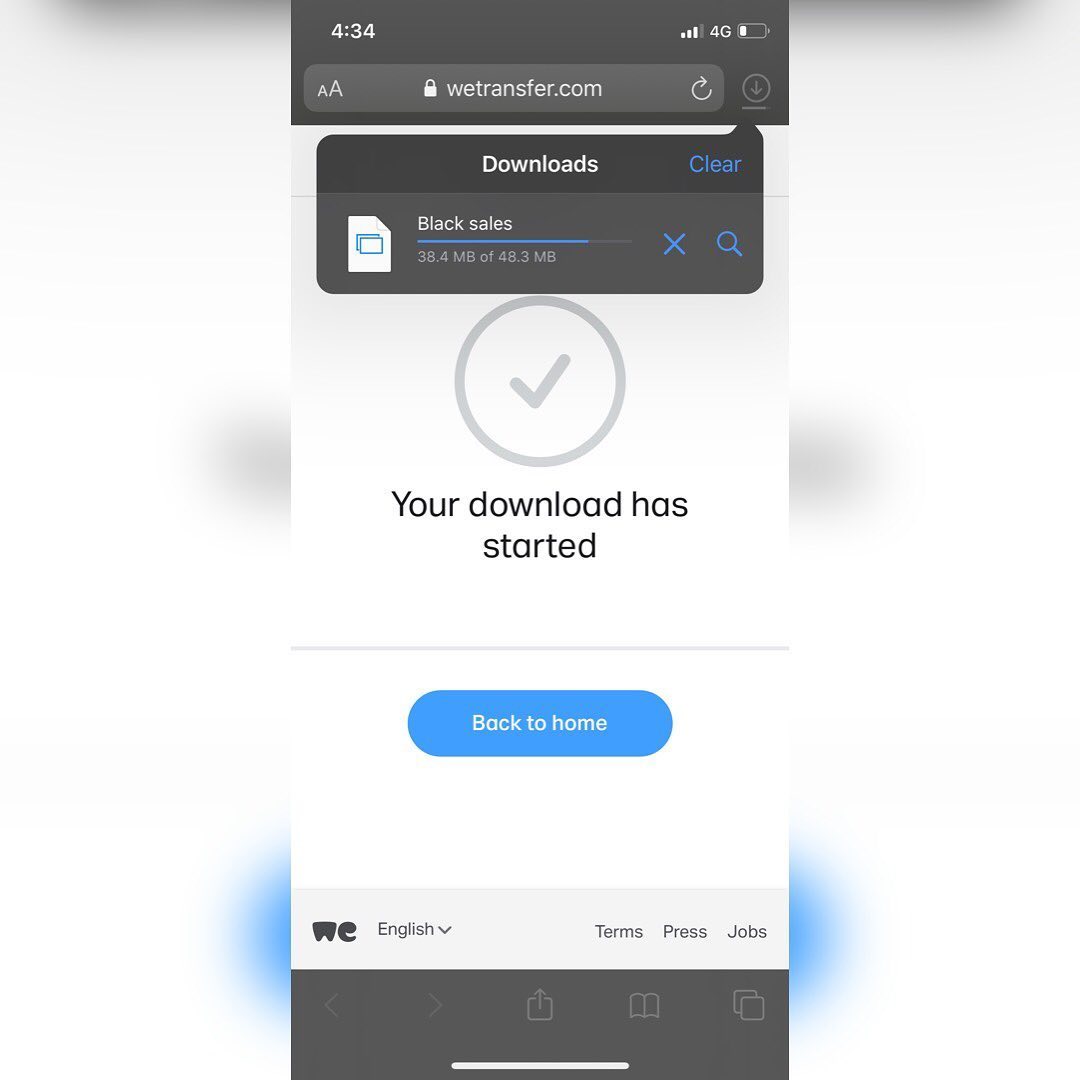 4:34
4G
AA
wetransfer.com
Downloads
Clear
Black sales
38.4 MB of 48.3 MB
Your download has
started
Back to home
we
English
Terms
Press
Jobs